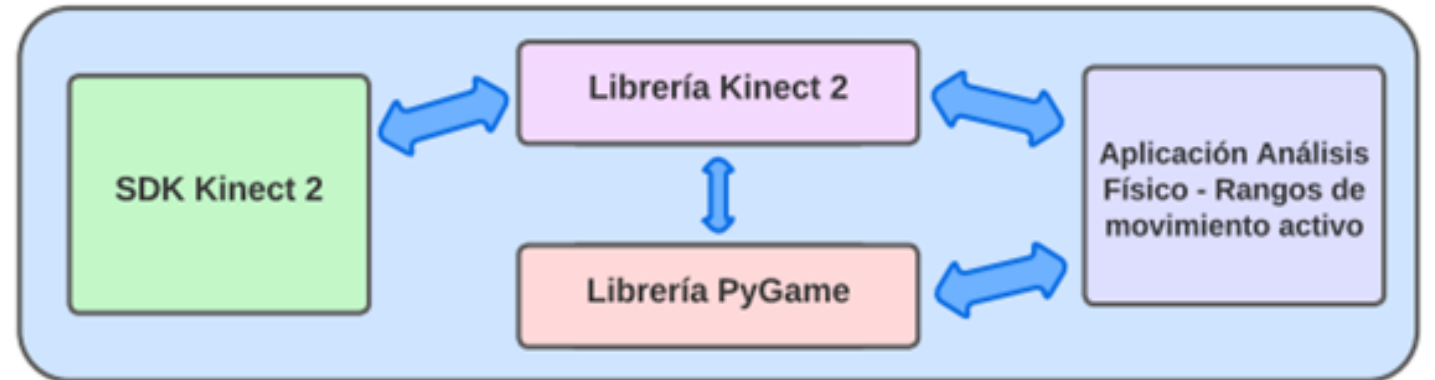 SDK Kinect 2
Librería Kinect 2
Librería PyGame
Aplicación Análisis
Físico - Rangos de
movimiento activo